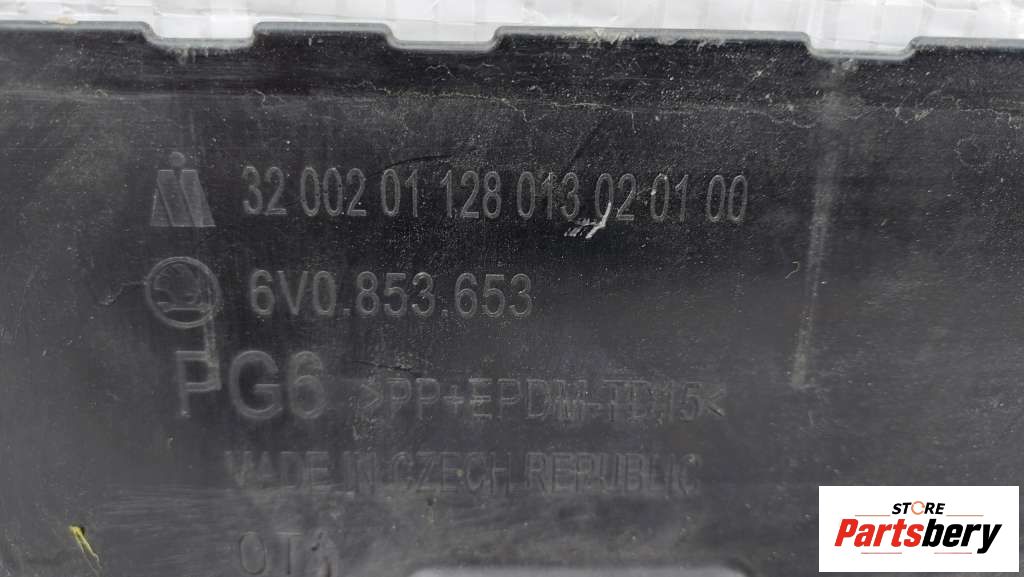 32 002 01 128 013 02 01 00
6V0.853.653
PG6 >PP+EPDM-TD15<
MADE IN CZECH REPUBLIC
STORE
Partsbery